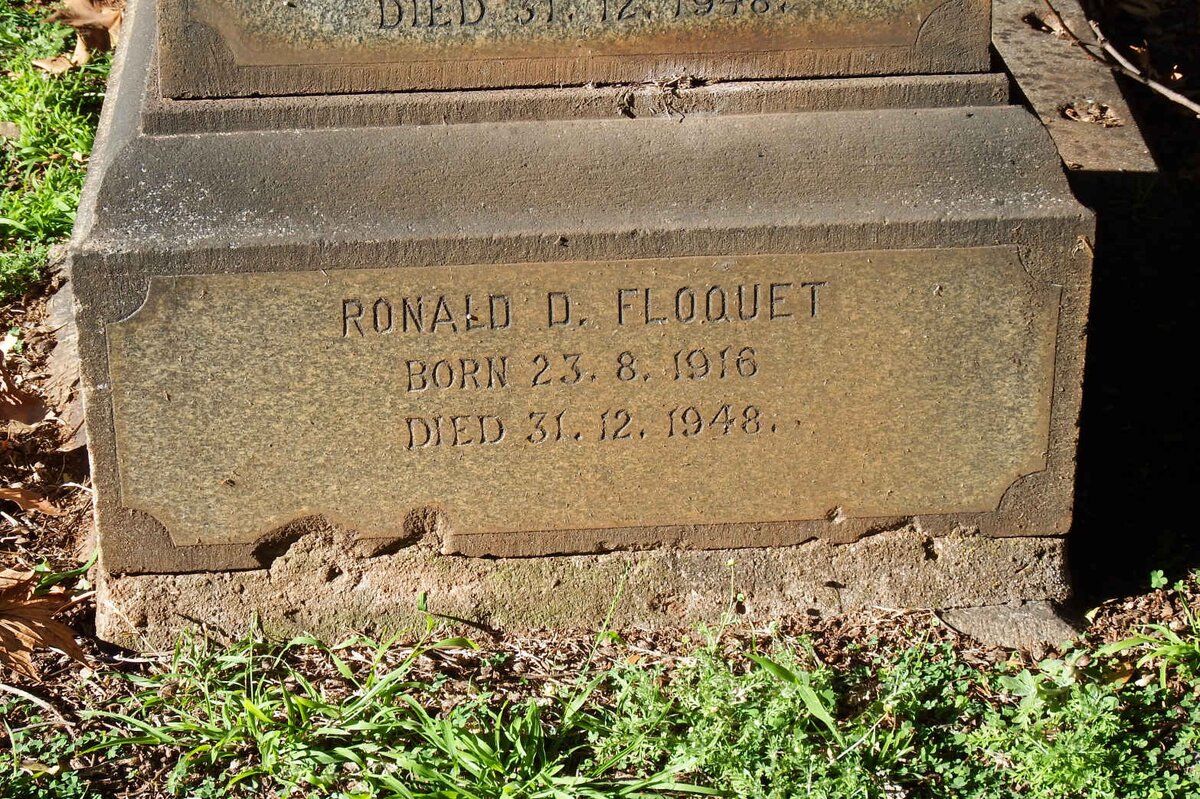 DIED 31. 12. 1948.
RONALD D. FLOQUET
BORN 23. 8. 1916
DIED 31. 12. 1948.